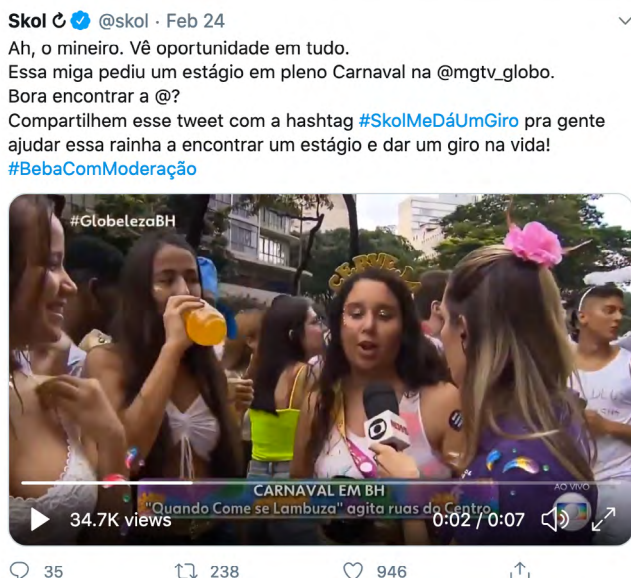 Skol @skol · Feb 24
Ah, o mineiro. Vê oportunidade em tudo.
Essa miga pediu um estágio em pleno Carnaval na @mgtv_globo.
Bora encontrar a @?
Compartilhem esse tweet com a hashtag #SkolMeDáUmGiro pra gente
ajudar essa rainha a encontrar um estágio e dar um giro na vida!
#BebaComModeração
#GlobelezaBH
CERVEJA
CARNAVAL EM BH
AO VIVO
"Quando Come se Lambuza" agita ruas do Centro
34.7K views
0:02 / 0:07
35 238 946